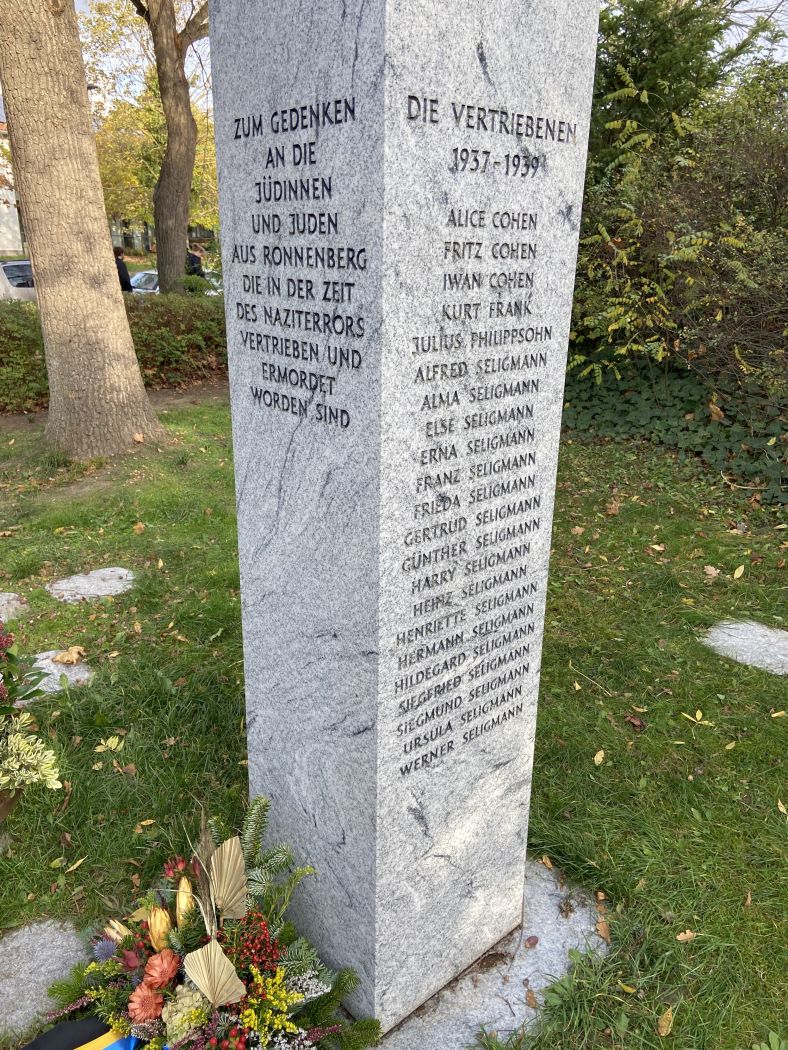 ZUM GEDENKEN
AN DIE
JÜDINNEN
UND JUDEN
AUS RONNENBERG
DIE IN DER ZEIT
DES NAZITERRORS
VERTRIEBEN UND
ERMORDET
WORDEN SIND
DIE VERTRIEBENEN
1937-1939
ALICE COHEN
FRITZ COHEN
IWAN COHEN
KURT FRANK
JULIUS PHILIPPSOHN
ALFRED SELIGMANN
ALMA SELIGMANN
ELSE SELIGMANN
ERNA SELIGMANN
FRANZ SELIGMANN
FRIEDA SELIGMANN
GERTRUD SELIGMANN
GÜNTHER SELIGMANN
HARRY SELIGMANN
HEINZ SELIGMANN
HENRIETTE SELIGMANN
HERMANN SELIGMANN
HILDEGARD SELIGMANN
SIEGFRIED SELIGMANN
SIEGMUND SELIGMANN
URSULA SELIGMANN
WERNER SELIGMANN